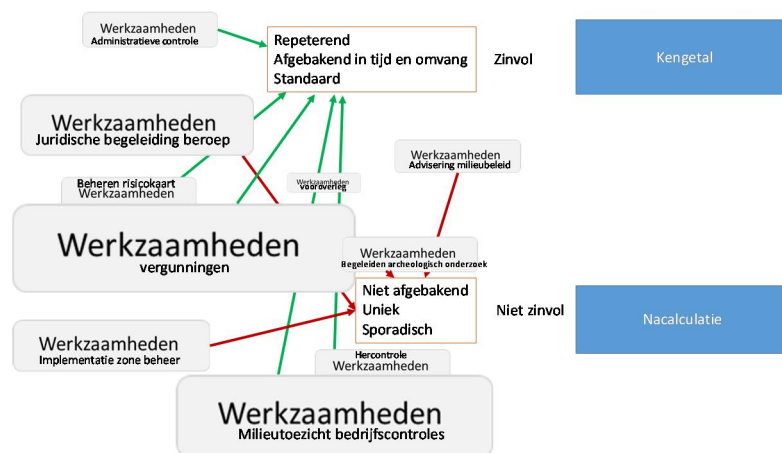 Werkzaamheden
Administratieve controle
Repeterend
Afgebakend in tijd en omvang
Standaard
Zinvol
Kengetal
Werkzaamheden
Juridische begeleiding beroep
Werkzaamheden
Advisering milieubeleid
Beheren risicokaart
Werkzaamheden
Werkzaamheden
vooroverleg
Werkzaamheden
vergunningen
Werkzaamheden
Begeleiden archeologisch onderzoek
Niet afgebakend
Uniek
Sporadisch
Niet zinvol
Nacalculatie
Werkzaamheden
Implementatie zone beheer
Hercontrole
Werkzaamheden
Werkzaamheden
Milieutoezicht bedrijfscontroles